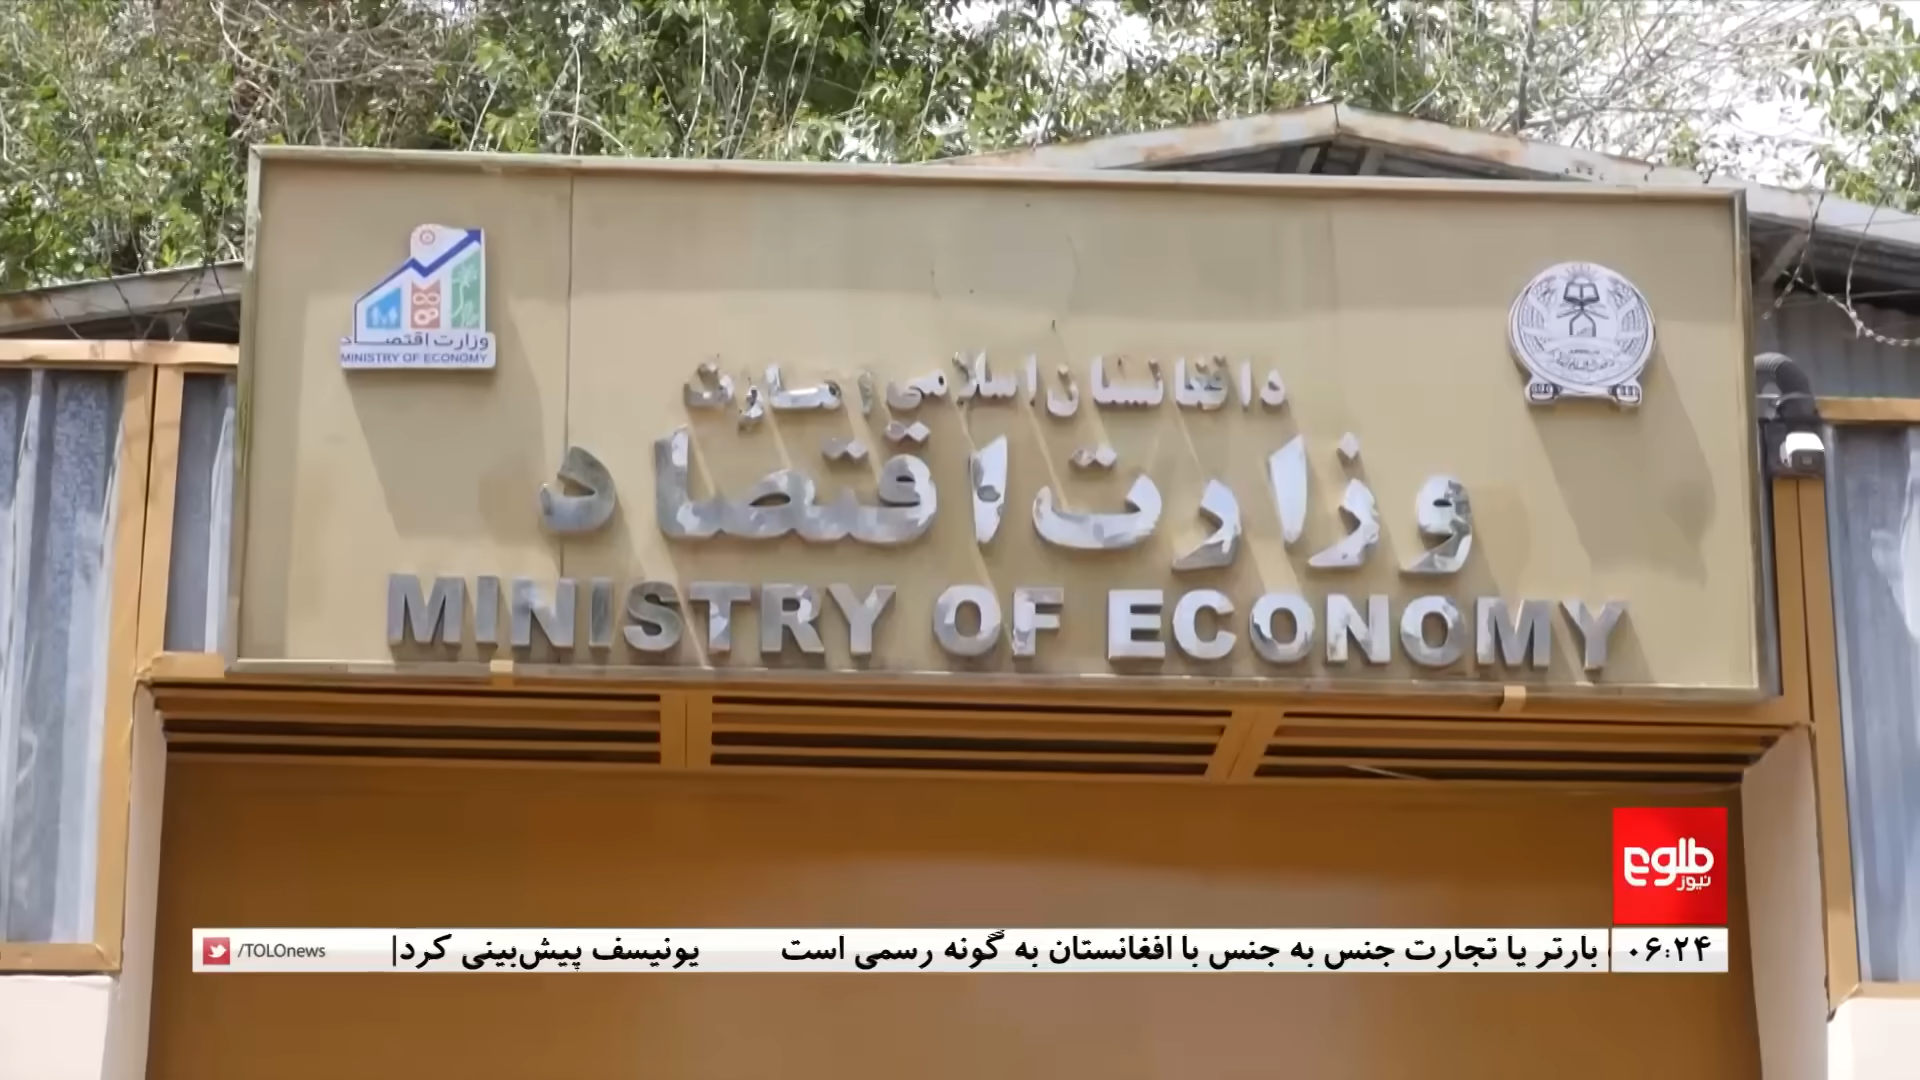 وزارت اقتصاد
MINISTRY OF ECONOMY
د افغانستان اسلامي امارت
وزارت اقتصاد
MINISTRY OF ECONOMY
طلوع
نیوز
۰۶:۲۴
بارتر یا تجارت جنس به جنس با افغانستان به گونه رسمی است
یونیسف پیش‌بینی کرد
/TOLOnews